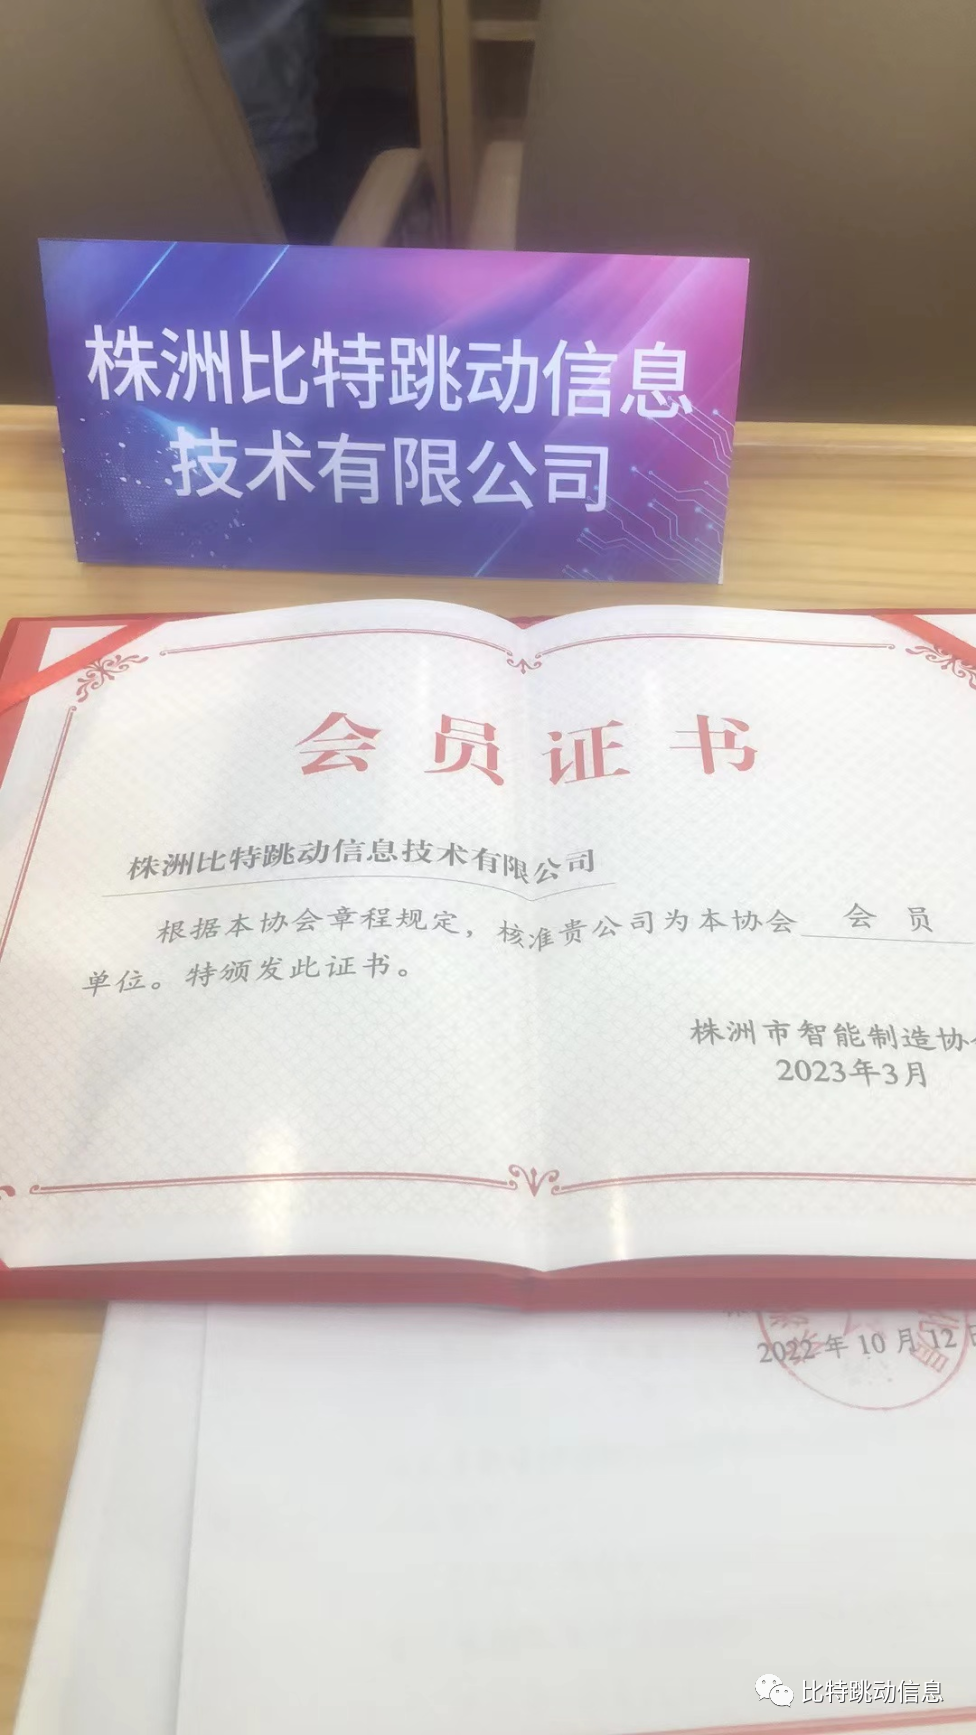 株洲比特跳动信息
技术有限公司
会员证书
株洲比特跳动信息技术有限公司
根据本协会章程规定，核准贵公司为本协会会员
单位。特颁发此证书。
株洲市智能制造协
2023年3月
2022年10月12日
比特跳动信息